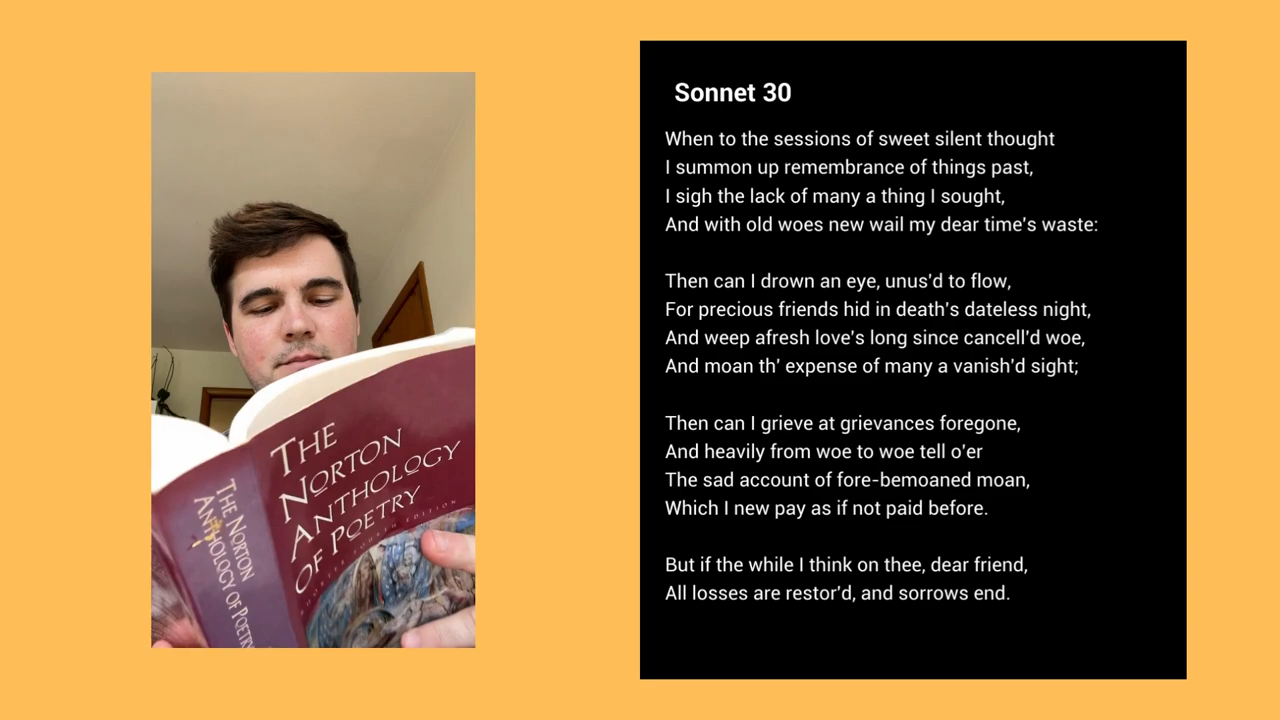 THE
NORTON
ANTHOLOGY
OF POETRY
SHORTER FOURTH EDITION
THE NORTON
ANTHOLOGY OF POETRY
Sonnet 30
When to the sessions of sweet silent thought
I summon up remembrance of things past,
I sigh the lack of many a thing I sought,
And with old woes new wail my dear time's waste:
Then can I drown an eye, unus'd to flow,
For precious friends hid in death's dateless night,
And weep afresh love's long since cancell'd woe,
And moan th' expense of many a vanish'd sight;
Then can I grieve at grievances foregone,
And heavily from woe to woe tell o'er
The sad account of fore-bemoaned moan,
Which I new pay as if not paid before.
But if the while I think on thee, dear friend,
All losses are restor'd, and sorrows end.